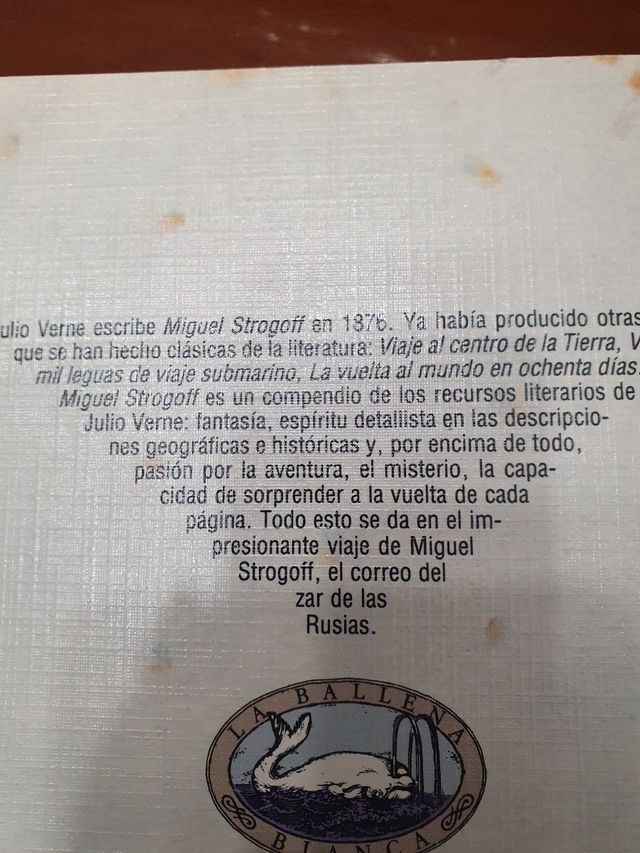 ulio Verne escribe Miguel Strogoff en 1876. Ya había producido otras
que se han hecho clásicas de la literatura: Viaje al centro de la Tierra, V
mil leguas de viaje submarino, La vuelta al mundo en ochenta días.
Miguel Strogoff es un compendio de los recursos literarios de
Julio Verne: fantasía, espíritu detallista en las descripcio-
nes geográficas e históricas y, por encima de todo,
pasión por la aventura, el misterio, la capa-
cidad de sorprender a la vuelta de cada
página. Todo esto se da en el im-
presionante viaje de Miguel
Strogoff, el correo del
zar de las
Rusias.
LA BALLENA
BLANCA